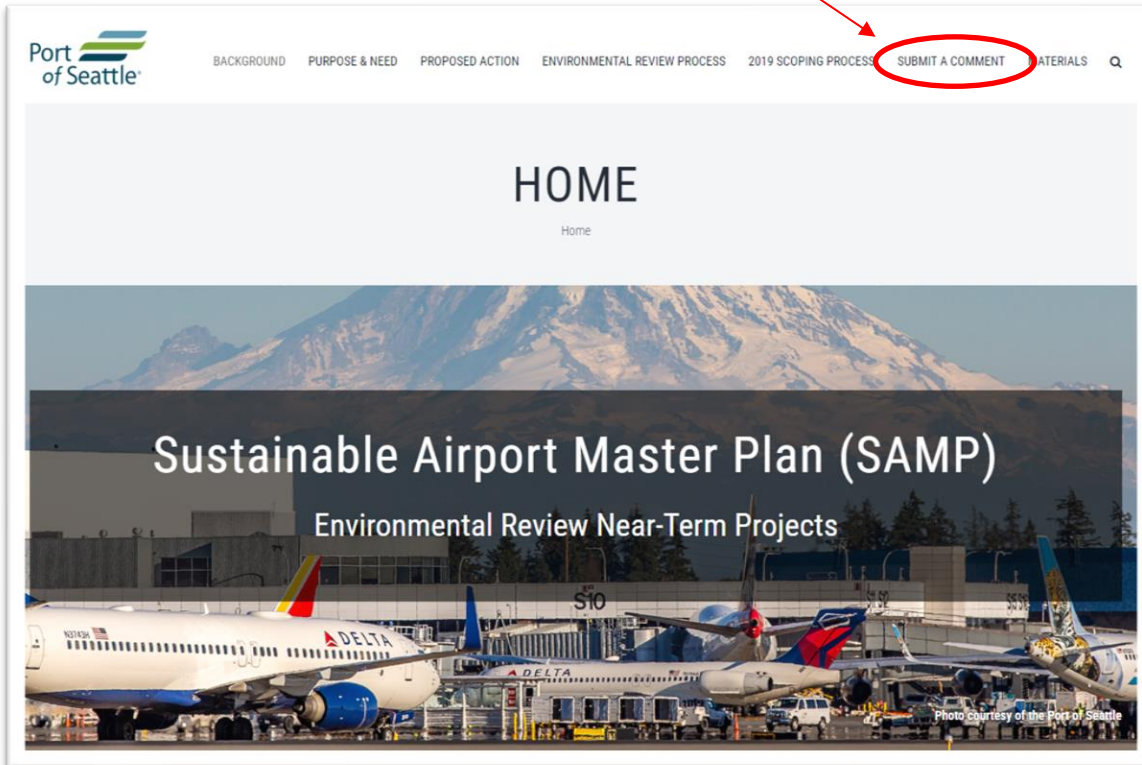 Port
of Seattle
BACKGROUND PURPOSE & NEED PROPOSED ACTION ENVIRONMENTAL REVIEW PROCESS 2019 SCOPING PROCESS SUBMIT A COMMENT MATERIALS
HOME
Home
Sustainable Airport Master Plan (SAMP)
Environmental Review Near-Term Projects
S10
N3743H
DELTA
DELTA
Photo courtesy of the Port of Seattle